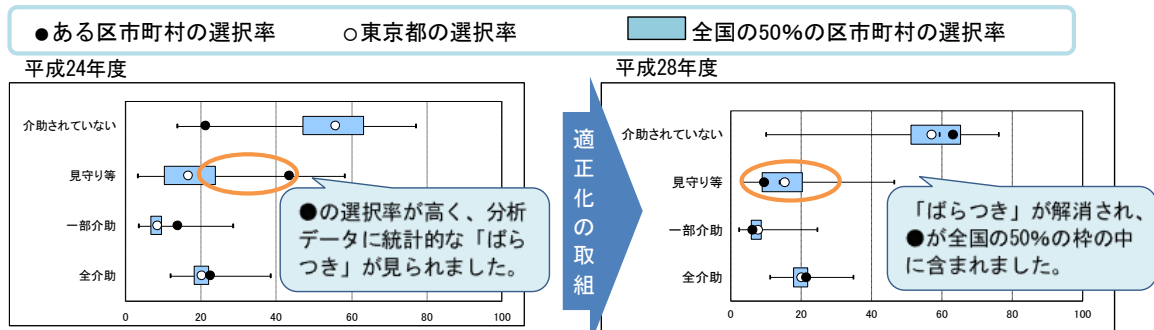 ●ある区市町村の選択率 ○東京都の選択率 全国の50%の区市町村の選択率
平成24年度
介助されていない
見守り等
一部介助
全介助
0 20 40 60 80 100
●の選択率が高く、分析
データに統計的な「ばら
つき」が見られました。
適正化の取組
平成28年度
介助されていない
見守り等
一部介助
全介助
0 20 40 60 80 100
「ばらつき」が解消され、
●が全国の50%の枠の中
に含まれました。